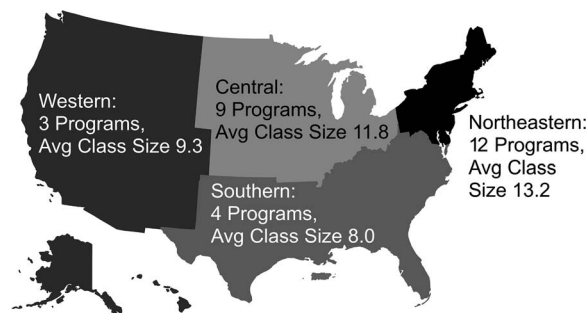 Western:
3 Programs,
Avg Class Size 9.3
Central:
9 Programs,
Avg Class Size 11.8
Northeastern:
12 Programs,
Avg Class
Size 13.2
Southern:
4 Programs,
Avg Class Size 8.0